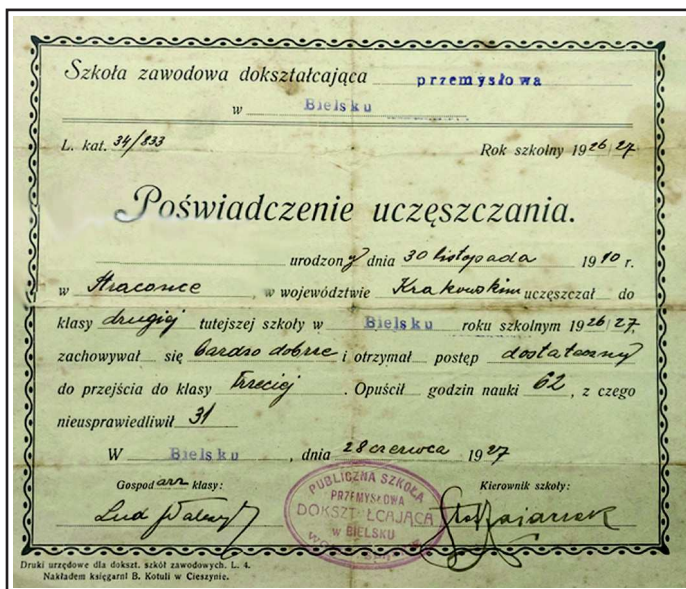 Szkoła zawodowa dokształcająca przemysłowa
w Bielsku
L. kat. 34/833 Rok szkolny 1926/27
Poświadczenie uczęszczania.
urodzony dnia 30 listopada 1910 r.
w Straconce, w województwie Krakowskim uczęszczał do
klasy drugiej tutejszej szkoły w Bielsku roku szkolnym 1926/27,
zachowywał się bardzo dobrze i otrzymał postęp dostateczny
do przejścia do klasy trzeciej. Opuścił godzin nauki 62, z czego
nieusprawiedliwił 31
W Bielsku, dnia 28 czerwca 1927
Gospodarz klasy: Kierownik szkoły:
PUBLICZNA SZKOŁA
PRZEMYSŁOWA
DOKSZTAŁCAJĄCA
w BIELSKU
Druki urzędowe dla dokszt. szkół zawodowych. L. 4.
Nakładem księgarni B. Kotuli w Cieszynie.